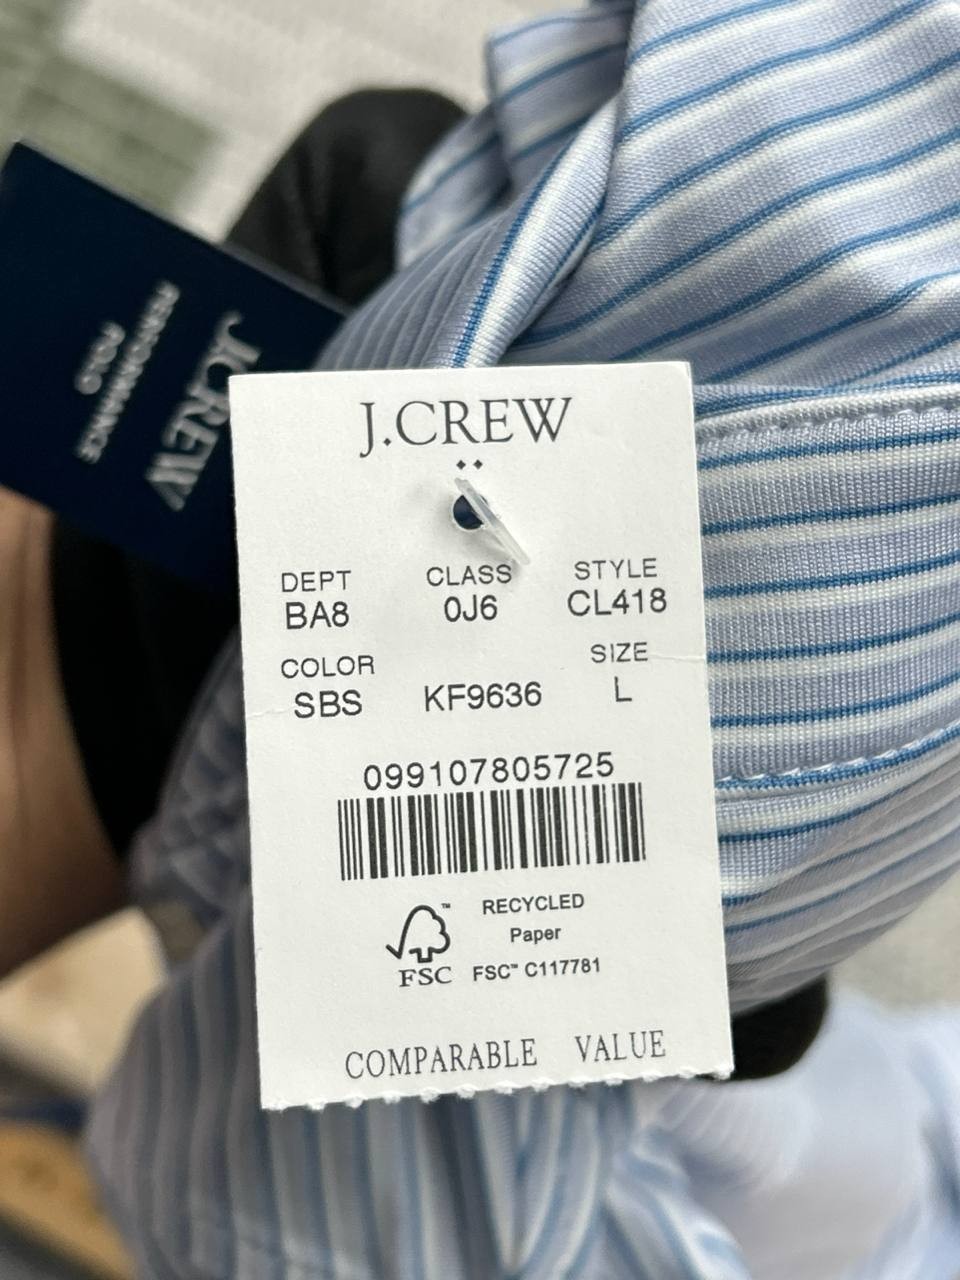 J.CREW
PERFORMANCE
POLO
J.CREW
DEPT CLASS STYLE
BA8 0J6 CL418
COLOR SIZE
SBS KF9636 L
099107805725
RECYCLED
Paper
FSC™ C117781
™
FSC
COMPARABLE VALUE